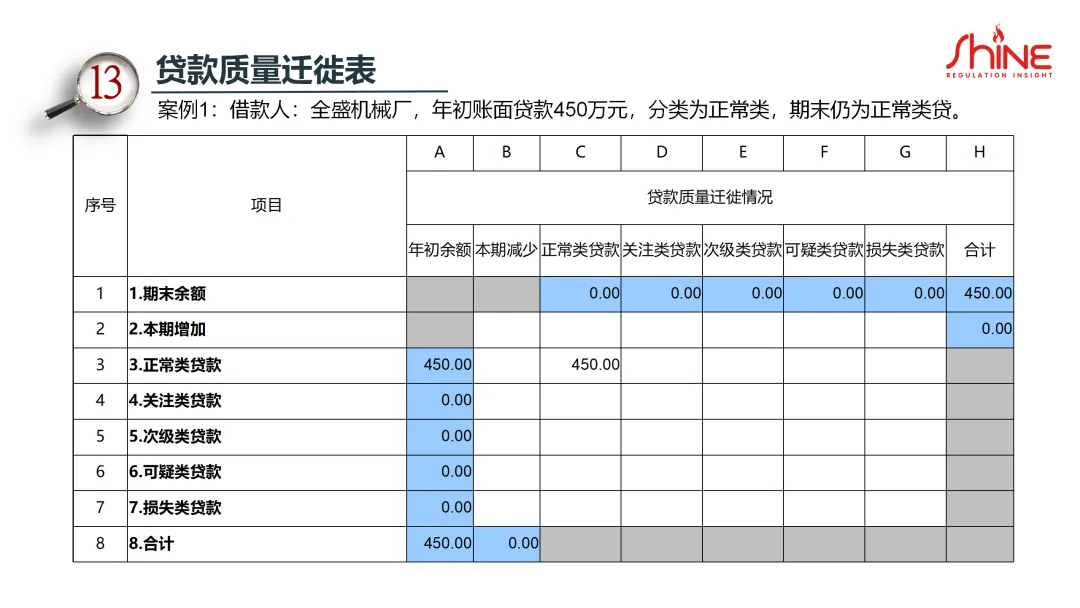 13
贷款质量迁徙表
Shine
REGULATION INSIGHT
案例1：借款人：全盛机械厂，年初账面贷款450万元，分类为正常类，期末仍为正常类贷。
序号 项目 A B C D E F G H
贷款质量迁徙情况
年初余额 本期减少 正常类贷款 关注类贷款 次级类贷款 可疑类贷款 损失类贷款 合计
1 1.期末余额 0.00 0.00 0.00 0.00 0.00 450.00
2 2.本期增加 0.00
3 3.正常类贷款 450.00 450.00
4 4.关注类贷款 0.00
5 5.次级类贷款 0.00
6 6.可疑类贷款 0.00
7 7.损失类贷款 0.00
8 8.合计 450.00 0.00